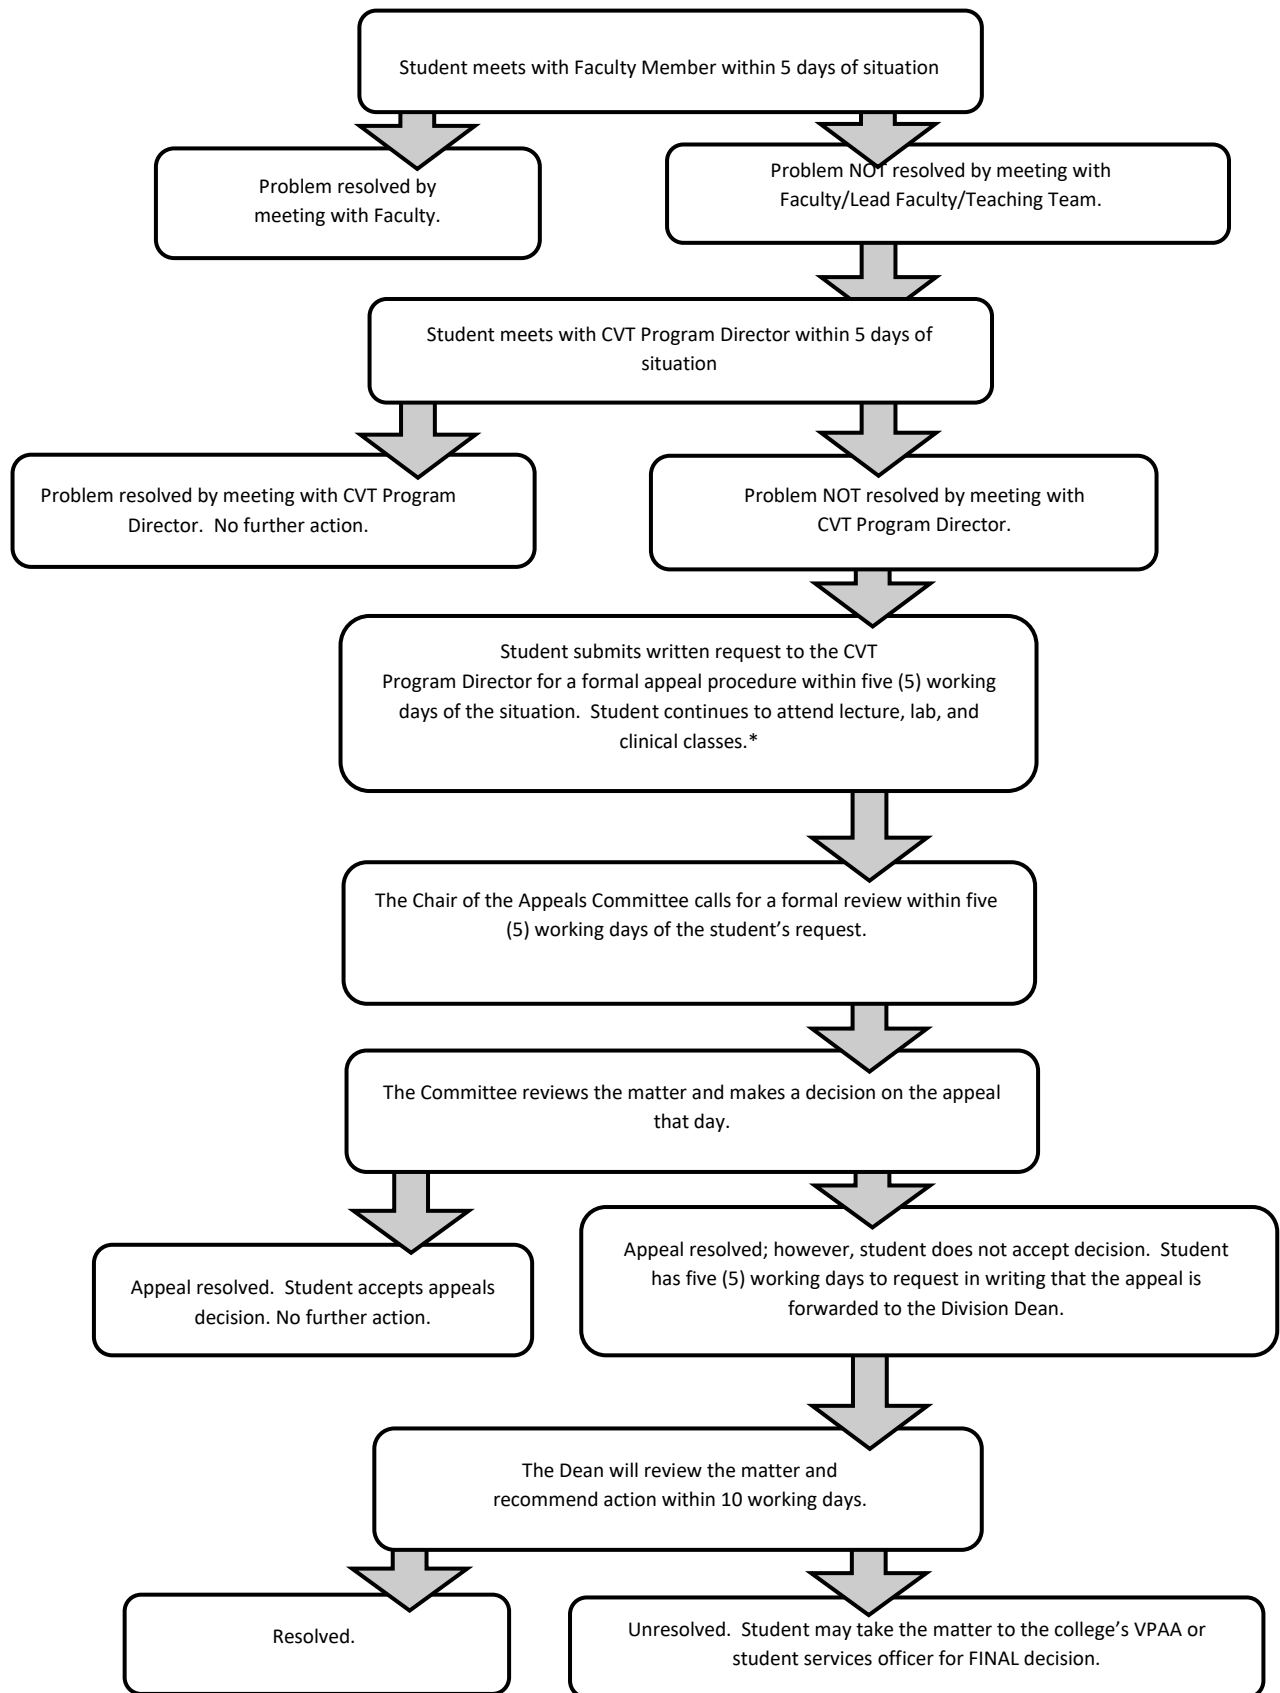 Student meets with Faculty Member within 5 days of situation
Problem resolved by
meeting with Faculty.
Problem NOT resolved by meeting with
Faculty/Lead Faculty/Teaching Team.
Student meets with CVT Program Director within 5 days of
situation
Problem resolved by meeting with CVT Program
Director.  No further action.
Problem NOT resolved by meeting with
CVT Program Director.
Student submits written request to the CVT
Program Director for a formal appeal procedure within five (5) working
days of the situation.  Student continues to attend lecture, lab, and
clinical classes.*
The Chair of the Appeals Committee calls for a formal review within five
(5) working days of the student’s request.
The Committee reviews the matter and makes a decision on the appeal
that day.
Appeal resolved.  Student accepts appeals
decision. No further action.
Appeal resolved; however, student does not accept decision.  Student
has five (5) working days to request in writing that the appeal is
forwarded to the Division Dean.
The Dean will review the matter and
recommend action within 10 working days.
Resolved.
Unresolved.  Student may take the matter to the college’s VPAA or
student services officer for FINAL decision.